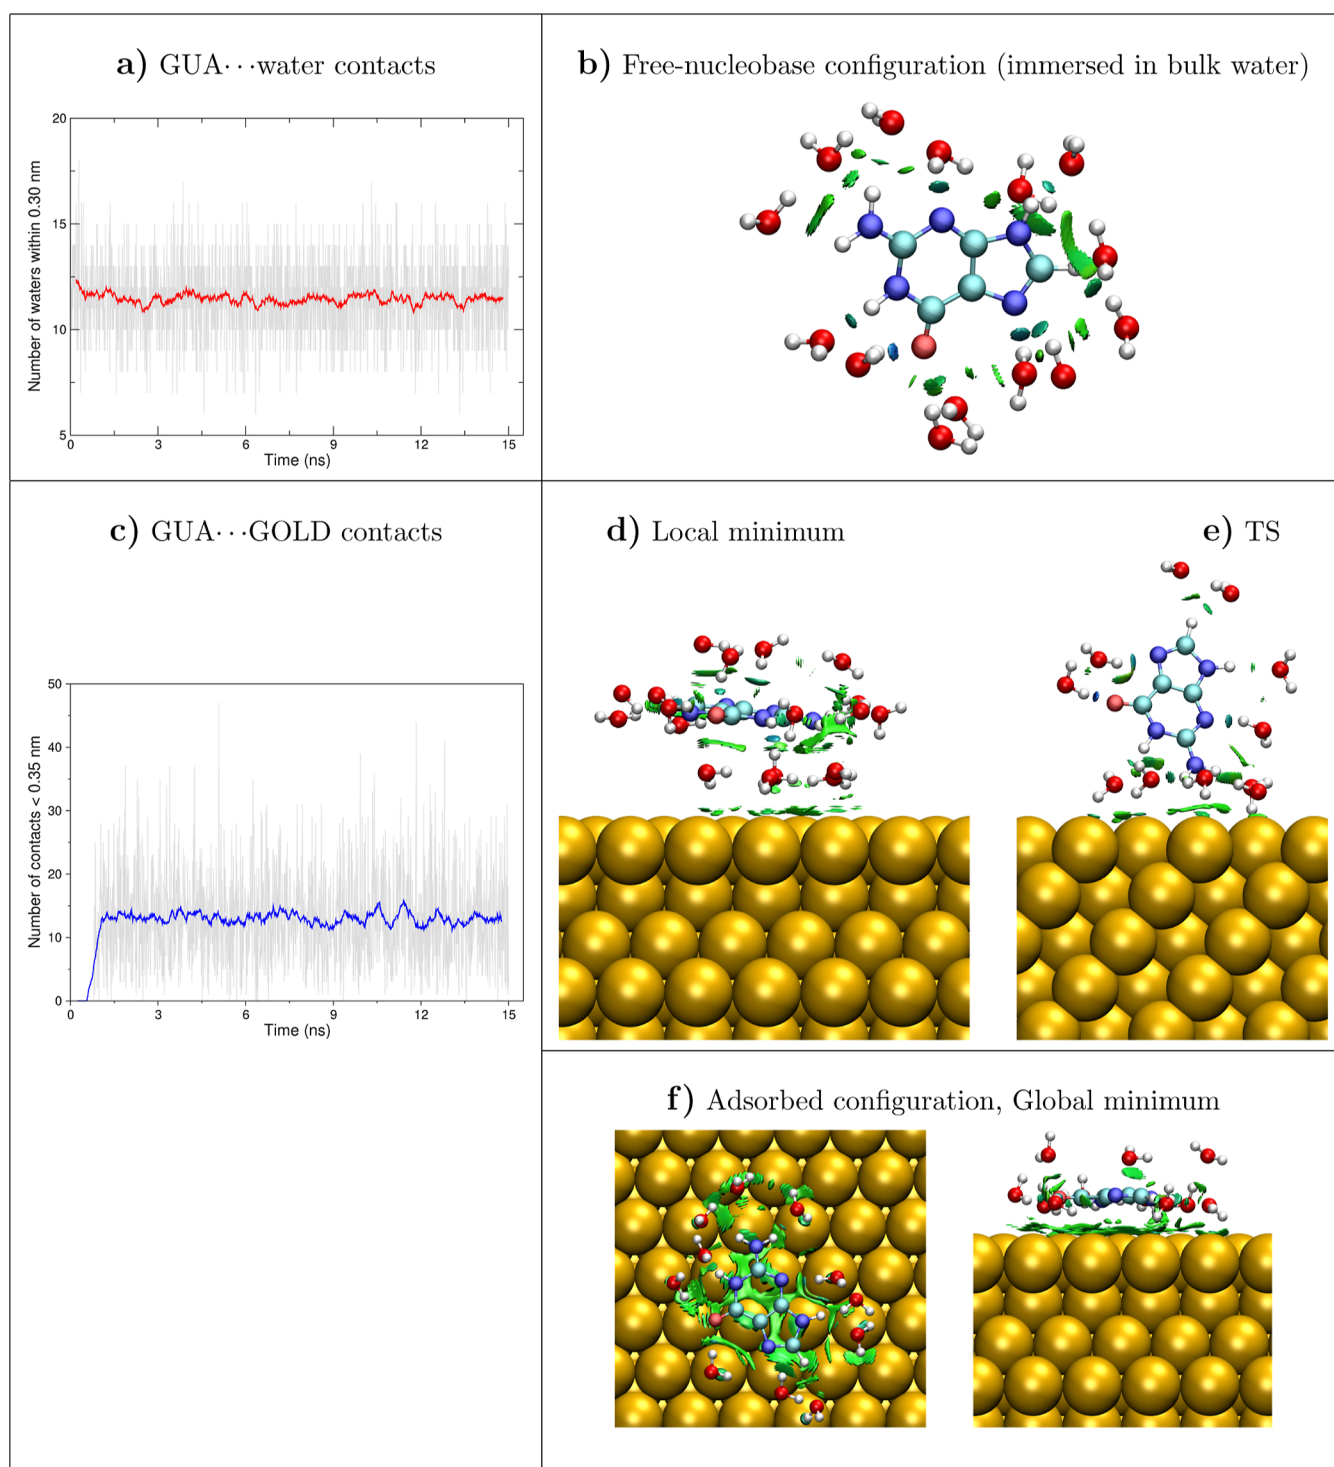 a) GUA···water contacts
20
15
10
5
Number of waters within 0.30 nm
0 3 6 9 12 15
Time (ns)
b) Free-nucleobase configuration (immersed in bulk water)
c) GUA···GOLD contacts
50
40
30
20
10
0
Number of contacts < 0.35 nm
0 3 6 9 12 15
Time (ns)
d) Local minimum
e) TS
f) Adsorbed configuration, Global minimum